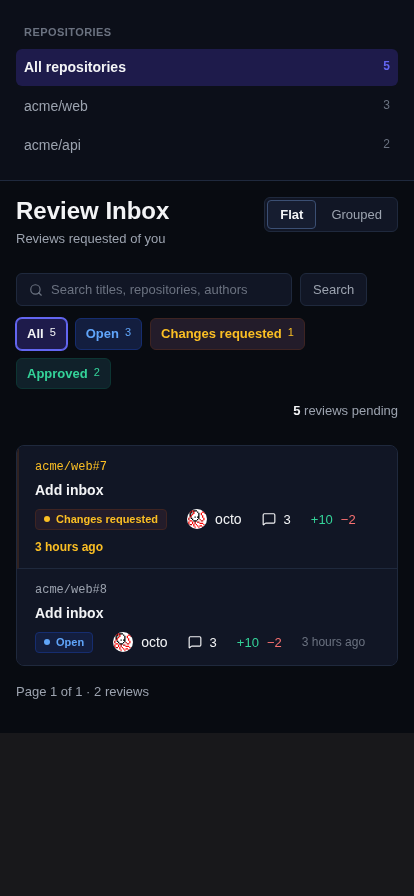 REPOSITORIES
All repositories 5
acme/web 3
acme/api 2
Review Inbox
Flat Grouped
Reviews requested of you
Search titles, repositories, authors Search
All 5 Open 3 Changes requested 1
Approved 2
5 reviews pending
acme/web#7
Add inbox
Changes requested octo 3 +10 −2
3 hours ago
acme/web#8
Add inbox
Open octo 3 +10 −2 3 hours ago
Page 1 of 1 · 2 reviews